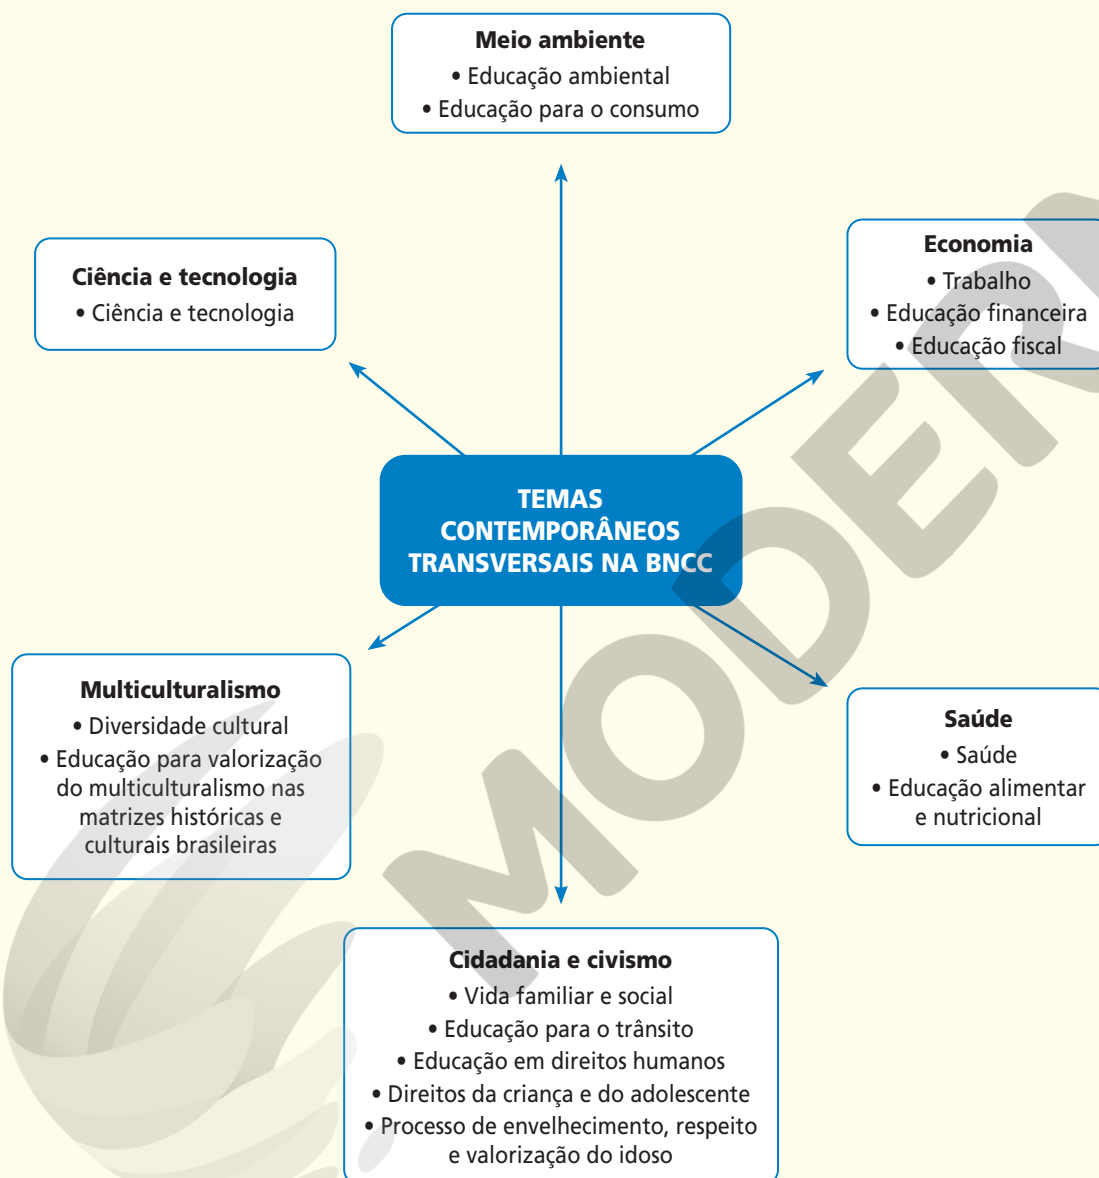 Meio ambiente
• Educação ambiental
• Educação para o consumo
Ciência e tecnologia
• Ciência e tecnologia
Economia
• Trabalho
• Educação financeira
• Educação fiscal
TEMAS
CONTEMPORÂNEOS
TRANSVERSAIS NA BNCC
Multiculturalismo
• Diversidade cultural
• Educação para valorização
do multiculturalismo nas
matrizes históricas e
culturais brasileiras
Saúde
• Saúde
• Educação alimentar
e nutricional
Cidadania e civismo
• Vida familiar e social
• Educação para o trânsito
• Educação em direitos humanos
• Direitos da criança e do adolescente
• Processo de envelhecimento, respeito
e valorização do idoso
MODERN